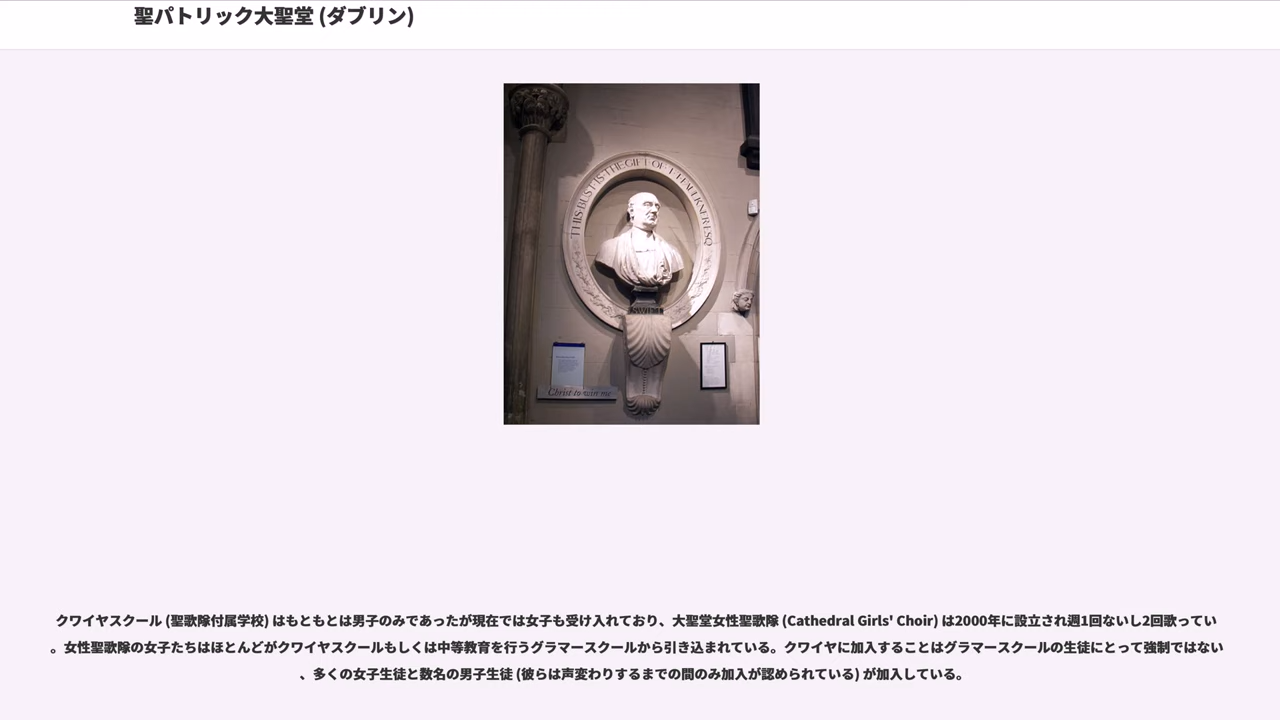 聖パトリック大聖堂 (ダブリン)
THIS·BUST·IS·THE·GIFT·OF·T·FAULKNER·ESQ
SWIFT
Christ to win me
クワイヤスクール (聖歌隊付属学校) はもともとは男子のみであったが現在では女子も受け入れており、大聖堂女性聖歌隊 (Cathedral Girls' Choir) は2000年に設立され週1回ないし2回歌ってい
。女性聖歌隊の女子たちはほとんどがクワイヤスクールもしくは中等教育を行うグラマースクールから引き込まれている。クワイヤに加入することはグラマースクールの生徒にとって強制ではない
、多くの女子生徒と数名の男子生徒 (彼らは声変わりするまでの間のみ加入が認められている) が加入している。